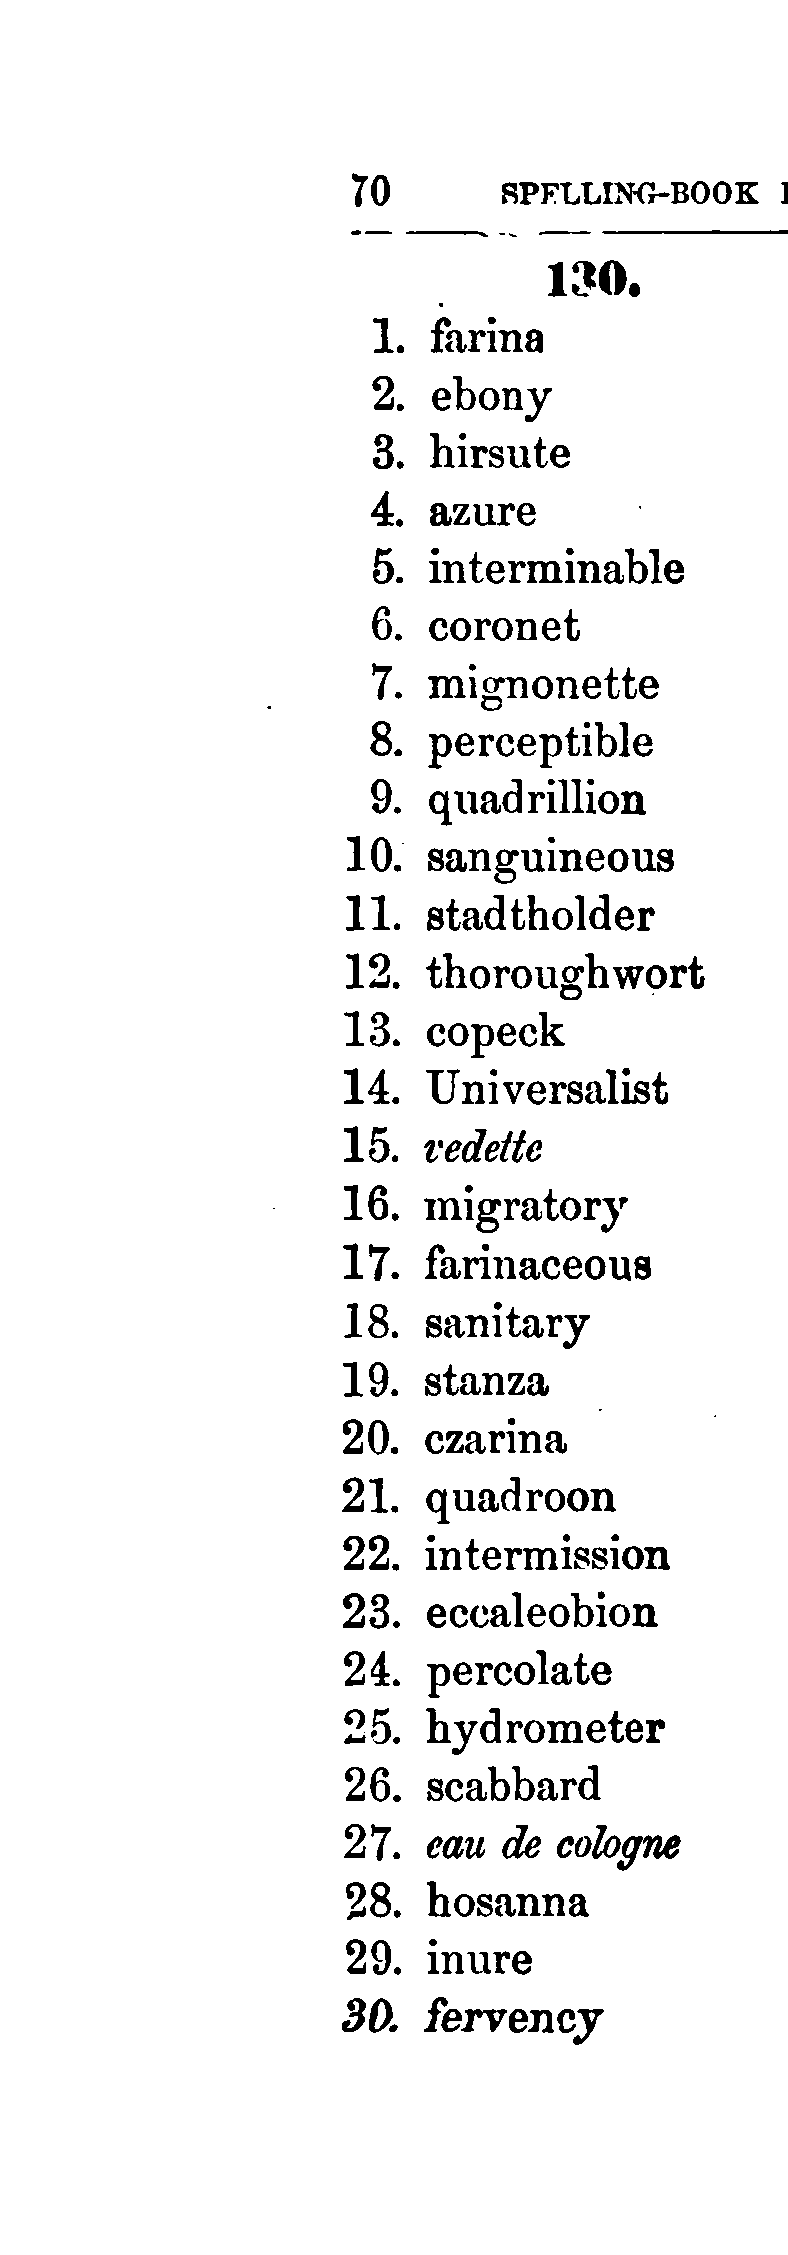 70 SPELLING-BOOK
130.
1. farina
2. ebony
3. hirsute
4. azure
5. interminable
6. coronet
7. mignonette
8. perceptible
9. quadrillion
10. sanguineous
11. stadtholder
12. thoroughwort
13. copeck
14. Universalist
15. vedette
16. migratory
17. farinaceous
18. sanitary
19. stanza
20. czarina
21. quadroon
22. intermission
23. eccaleobion
24. percolate
25. hydrometer
26. scabbard
27. eau de cologne
28. hosanna
29. inure
30. fervency